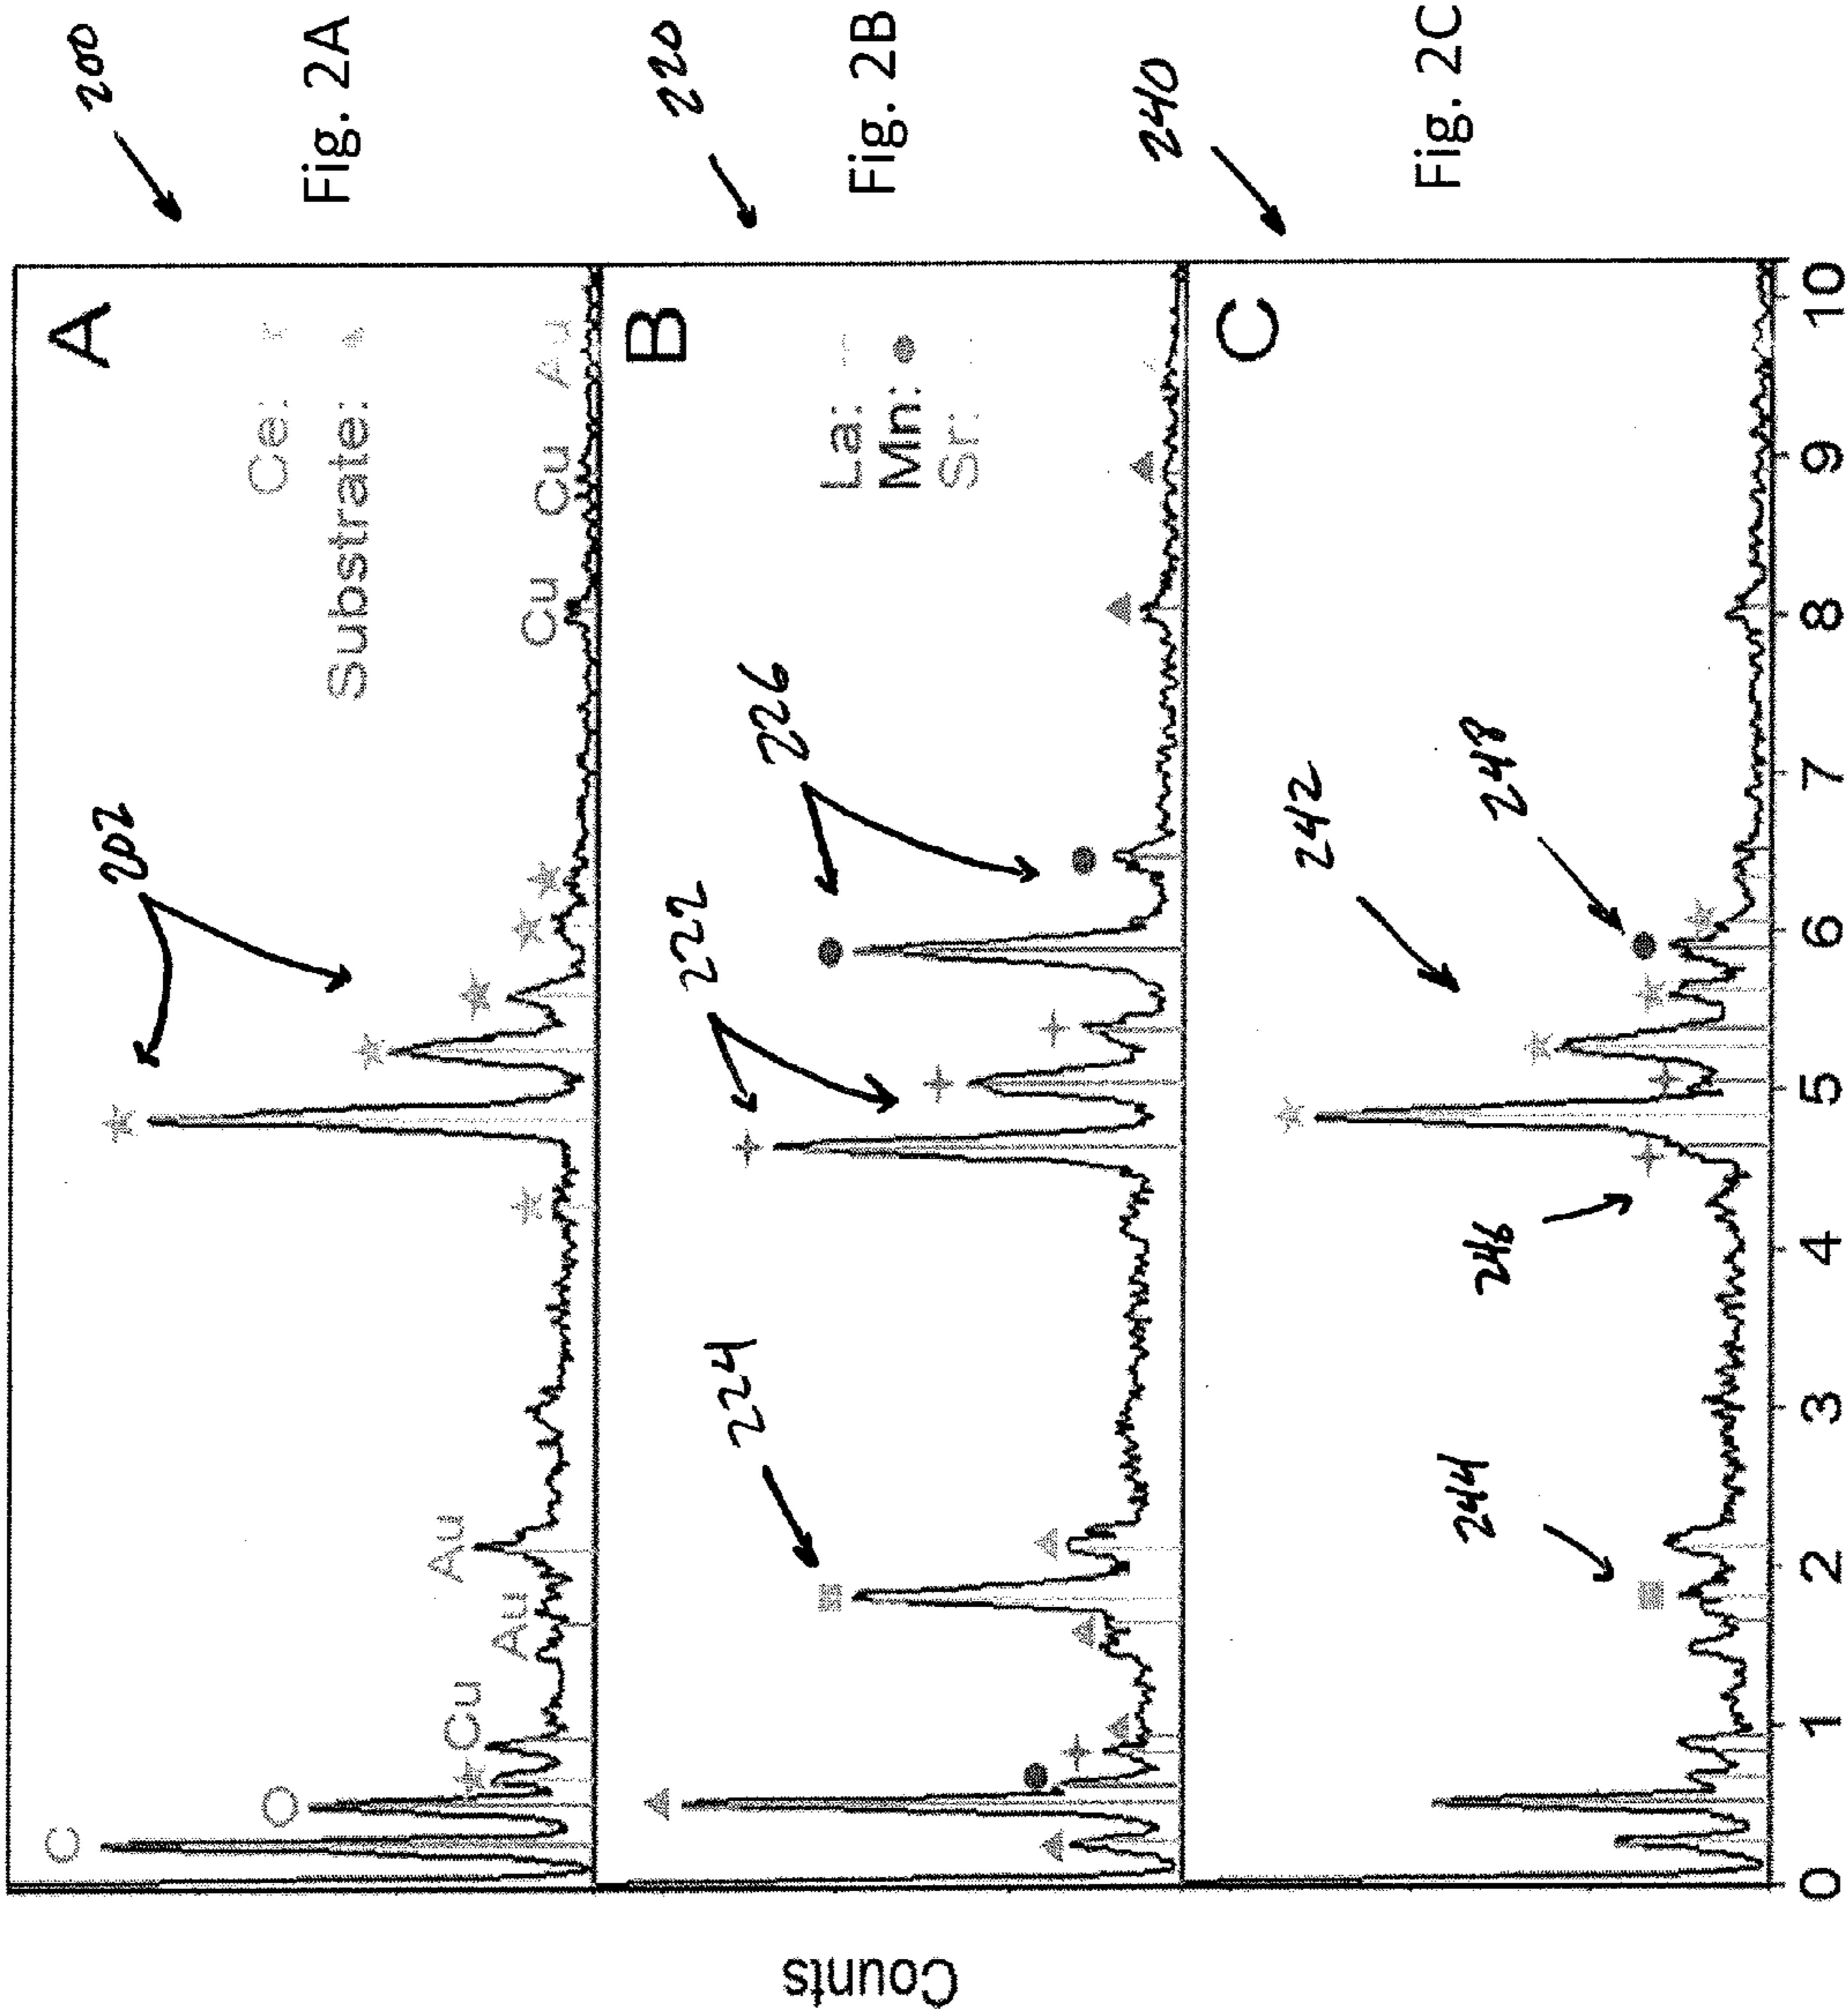 200
Fig. 2A
A
Ce:
Substrate:
202
C
O
Cu
Au
Au
Cu
Cu
Au
220
Fig. 2B
B
La:
Mn:
Sr:
222
224
226
240
Fig. 2C
C
242
244
246
248
0 1 2 3 4 5 6 7 8 9 10
Counts